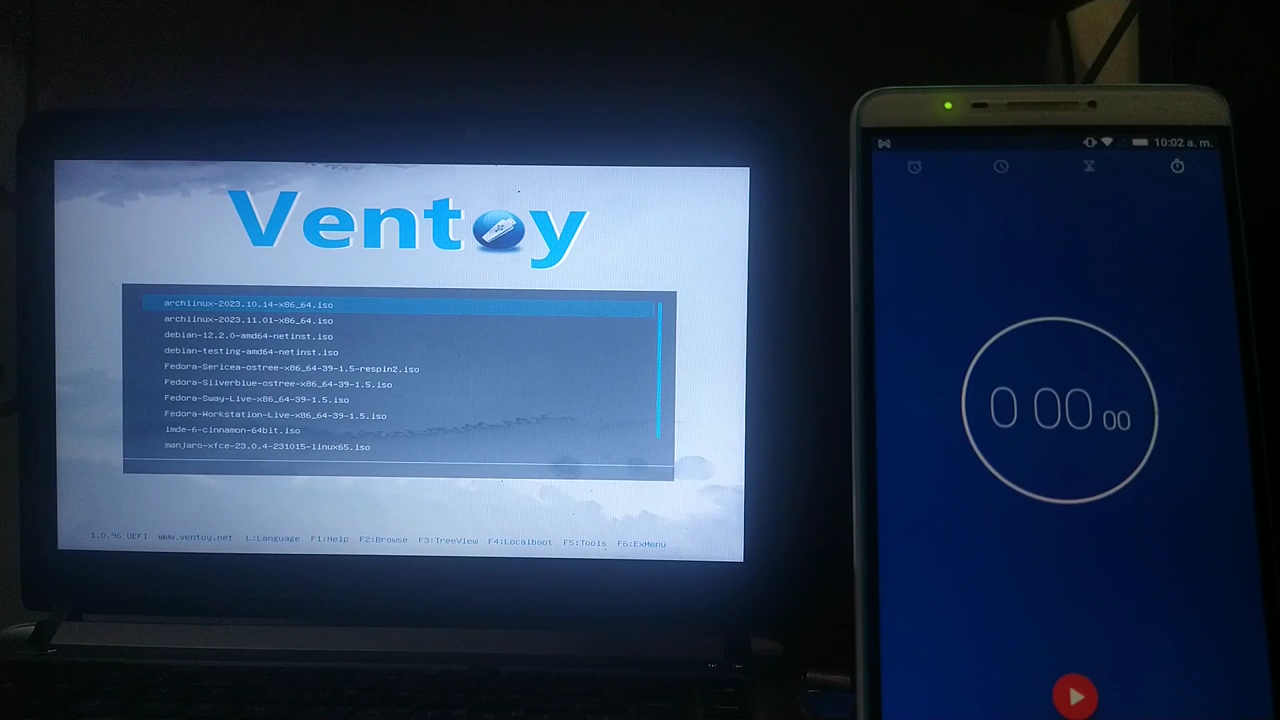 Ventoy
archlinux-2023.10.14-x86_64.iso
archlinux-2023.11.01-x86_64.iso
debian-12.2.0-amd64-netinst.iso
debian-testing-amd64-netinst.iso
Fedora-Sericea-ostree-x86_64-39-1.5-respin2.iso
Fedora-Silverblue-ostree-x86_64-39-1.5.iso
Fedora-Sway-Live-x86_64-39-1.5.iso
Fedora-Workstation-Live-x86_64-39-1.5.iso
lmde-6-cinnamon-64bit.iso
manjaro-xfce-23.0.4-231015-linux65.iso
1.0.96 UEFI www.ventoy.net L:Language F1:Help F2:Browse F3:TreeView F4:Localboot F5:Tools F6:ExMenu
10:02 a. m.
0 00 00